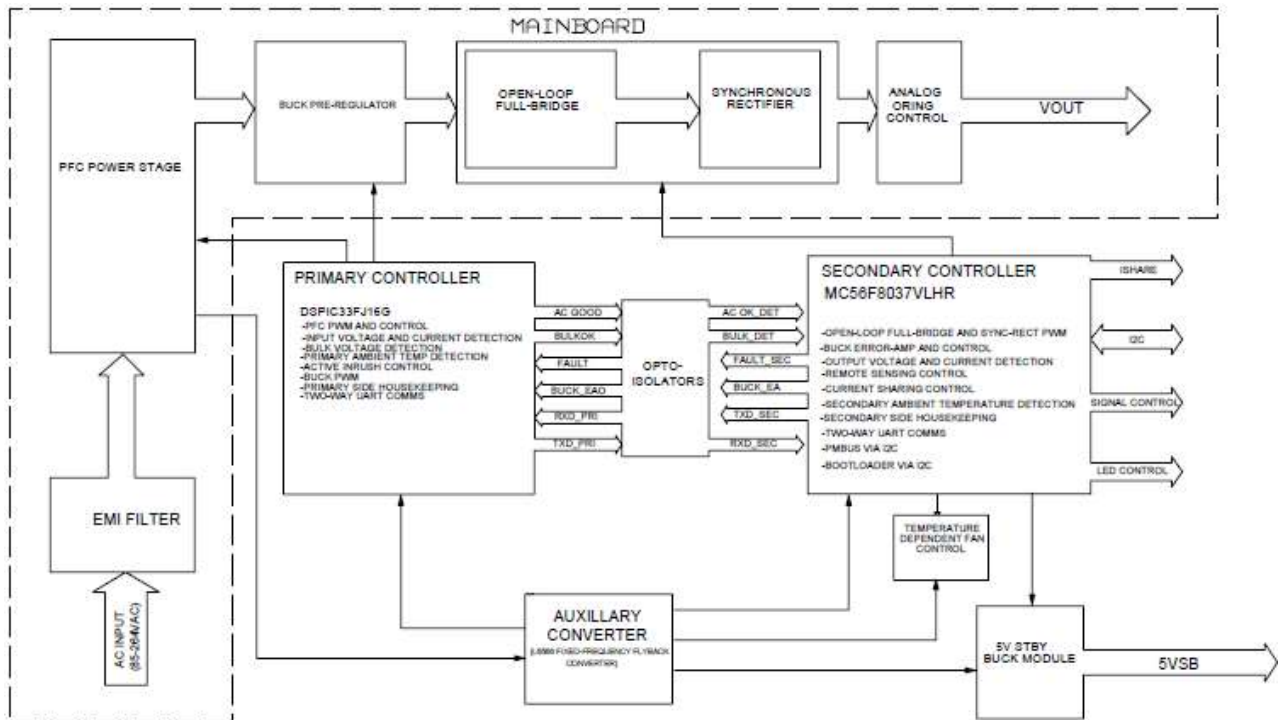 MAINBOARD
PFC POWER STAGE
BUCK PRE-REGULATOR
OPEN-LOOP
FULL-BRIDGE
SYNCHRONOUS
RECTIFIER
ANALOG
ORING
CONTROL
VOUT
PRIMARY CONTROLLER
DSPIC33FJ16G
-PFC PWM AND CONTROL
-INPUT VOLTAGE AND CURRENT DETECTION
-BULK VOLTAGE DETECTION
-PRIMARY AMBIENT TEMP DETECTION
-ACTIVE INRUSH CONTROL
-BUCK PWM
-PRIMARY SIDE HOUSEKEEPING
-TWO-WAY UART COMMS
AC GOOD
BULKOK
FAULT
BUCK_EAO
RXD_PRI
TXD_PRI
OPTO-
ISOLATORS
AC OK_DET
BULK_DET
FAULT_SEC
BUCK_EA
TXD_SEC
RXD_SEC
SECONDARY CONTROLLER
MC56F8037VLHR
-OPEN-LOOP FULL-BRIDGE AND SYNC-RECT PWM
-BUCK ERROR-AMP AND CONTROL
-OUTPUT VOLTAGE AND CURRENT DETECTION
-REMOTE SENSING CONTROL
-CURRENT SHARING CONTROL
-SECONDARY AMBIENT TEMPERATURE DETECTION
-SECONDARY SIDE HOUSEKEEPING
-TWO-WAY UART COMMS
-PMBUS VIA I2C
-BOOTLOADER VIA I2C
ISHARE
I2C
SIGNAL CONTROL
LED CONTROL
EMI FILTER
AC INPUT
(85-264VAC)
TEMPERATURE
DEPENDENT FAN
CONTROL
AUXILLARY
CONVERTER
FIXED-FREQUENCY FLYBACK
CONVERTER)
5V STBY
BUCK MODULE
5VSB